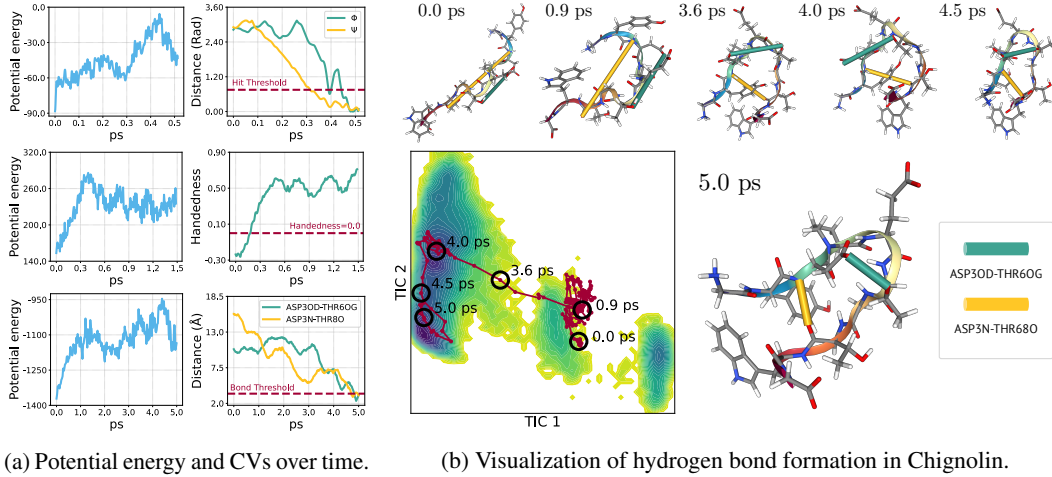 Potential energy
0.0
-30.0
-60.0
-90.0
0.0 0.1 0.2 0.3 0.4 0.5
ps
Distance (Rad)
3.60
2.40
1.20
0.00
Φ
Ψ
Hit Threshold
0.0 0.1 0.2 0.3 0.4 0.5
ps
Potential energy
320.0
260.0
200.0
140.0
0.0 0.3 0.6 0.9 1.2 1.5
ps
Handedness
0.90
0.50
0.10
-0.30
Handedness=0.0
0.0 0.3 0.6 0.9 1.2 1.5
ps
Potential energy
-950
-1100
-1250
-1400
0.0 1.0 2.0 3.0 4.0 5.0
ps
Distance (Å)
18.5
13.0
7.5
2.0
ASP3OD-THR6OG
ASP3N-THR8O
Bond Threshold
0.0 1.0 2.0 3.0 4.0 5.0
ps
(a) Potential energy and CVs over time.
0.0 ps
0.9 ps
3.6 ps
4.0 ps
4.5 ps
TIC 2
4.0 ps
3.6 ps
4.5 ps
0.9 ps
5.0 ps
0.0 ps
TIC 1
5.0 ps
ASP3OD-THR6OG
ASP3N-THR68O
(b) Visualization of hydrogen bond formation in Chignolin.